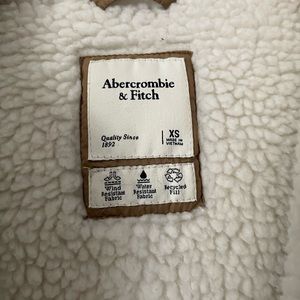 Abercrombie
& Fitch
Quality Since
1892
XS
MADE IN
VIETNAM
Wind
Resistant
Fabric
Water
Resistant
Fabric
Recycled
Fill